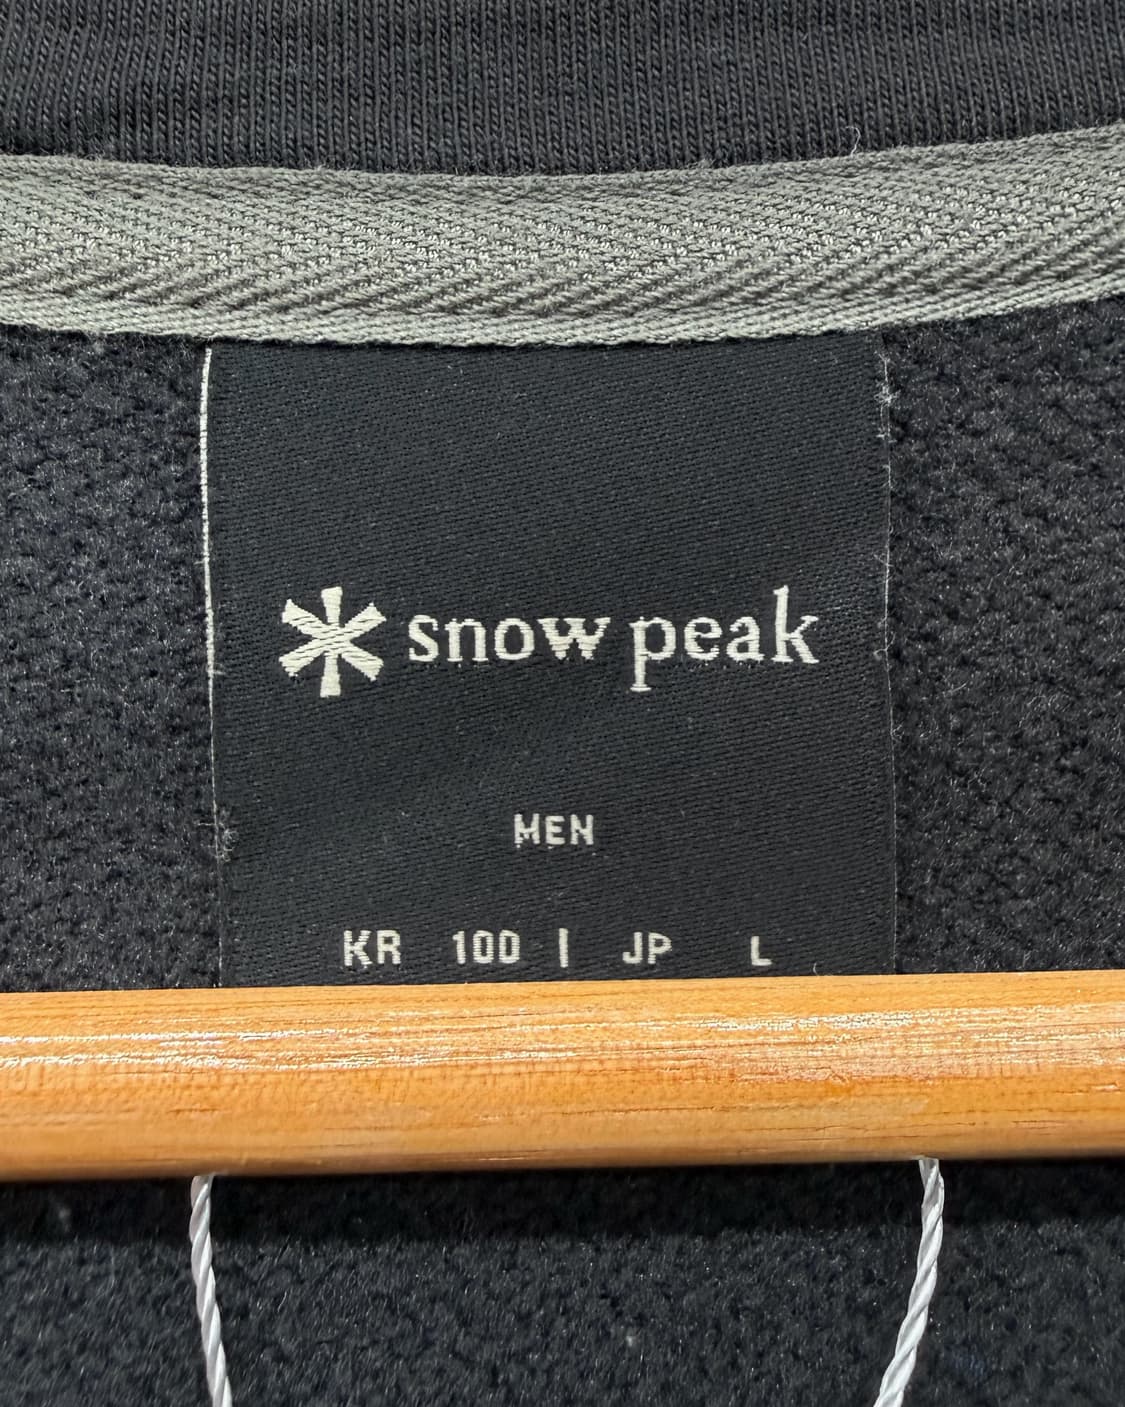 snow peak
MEN
KR 100 | JP L